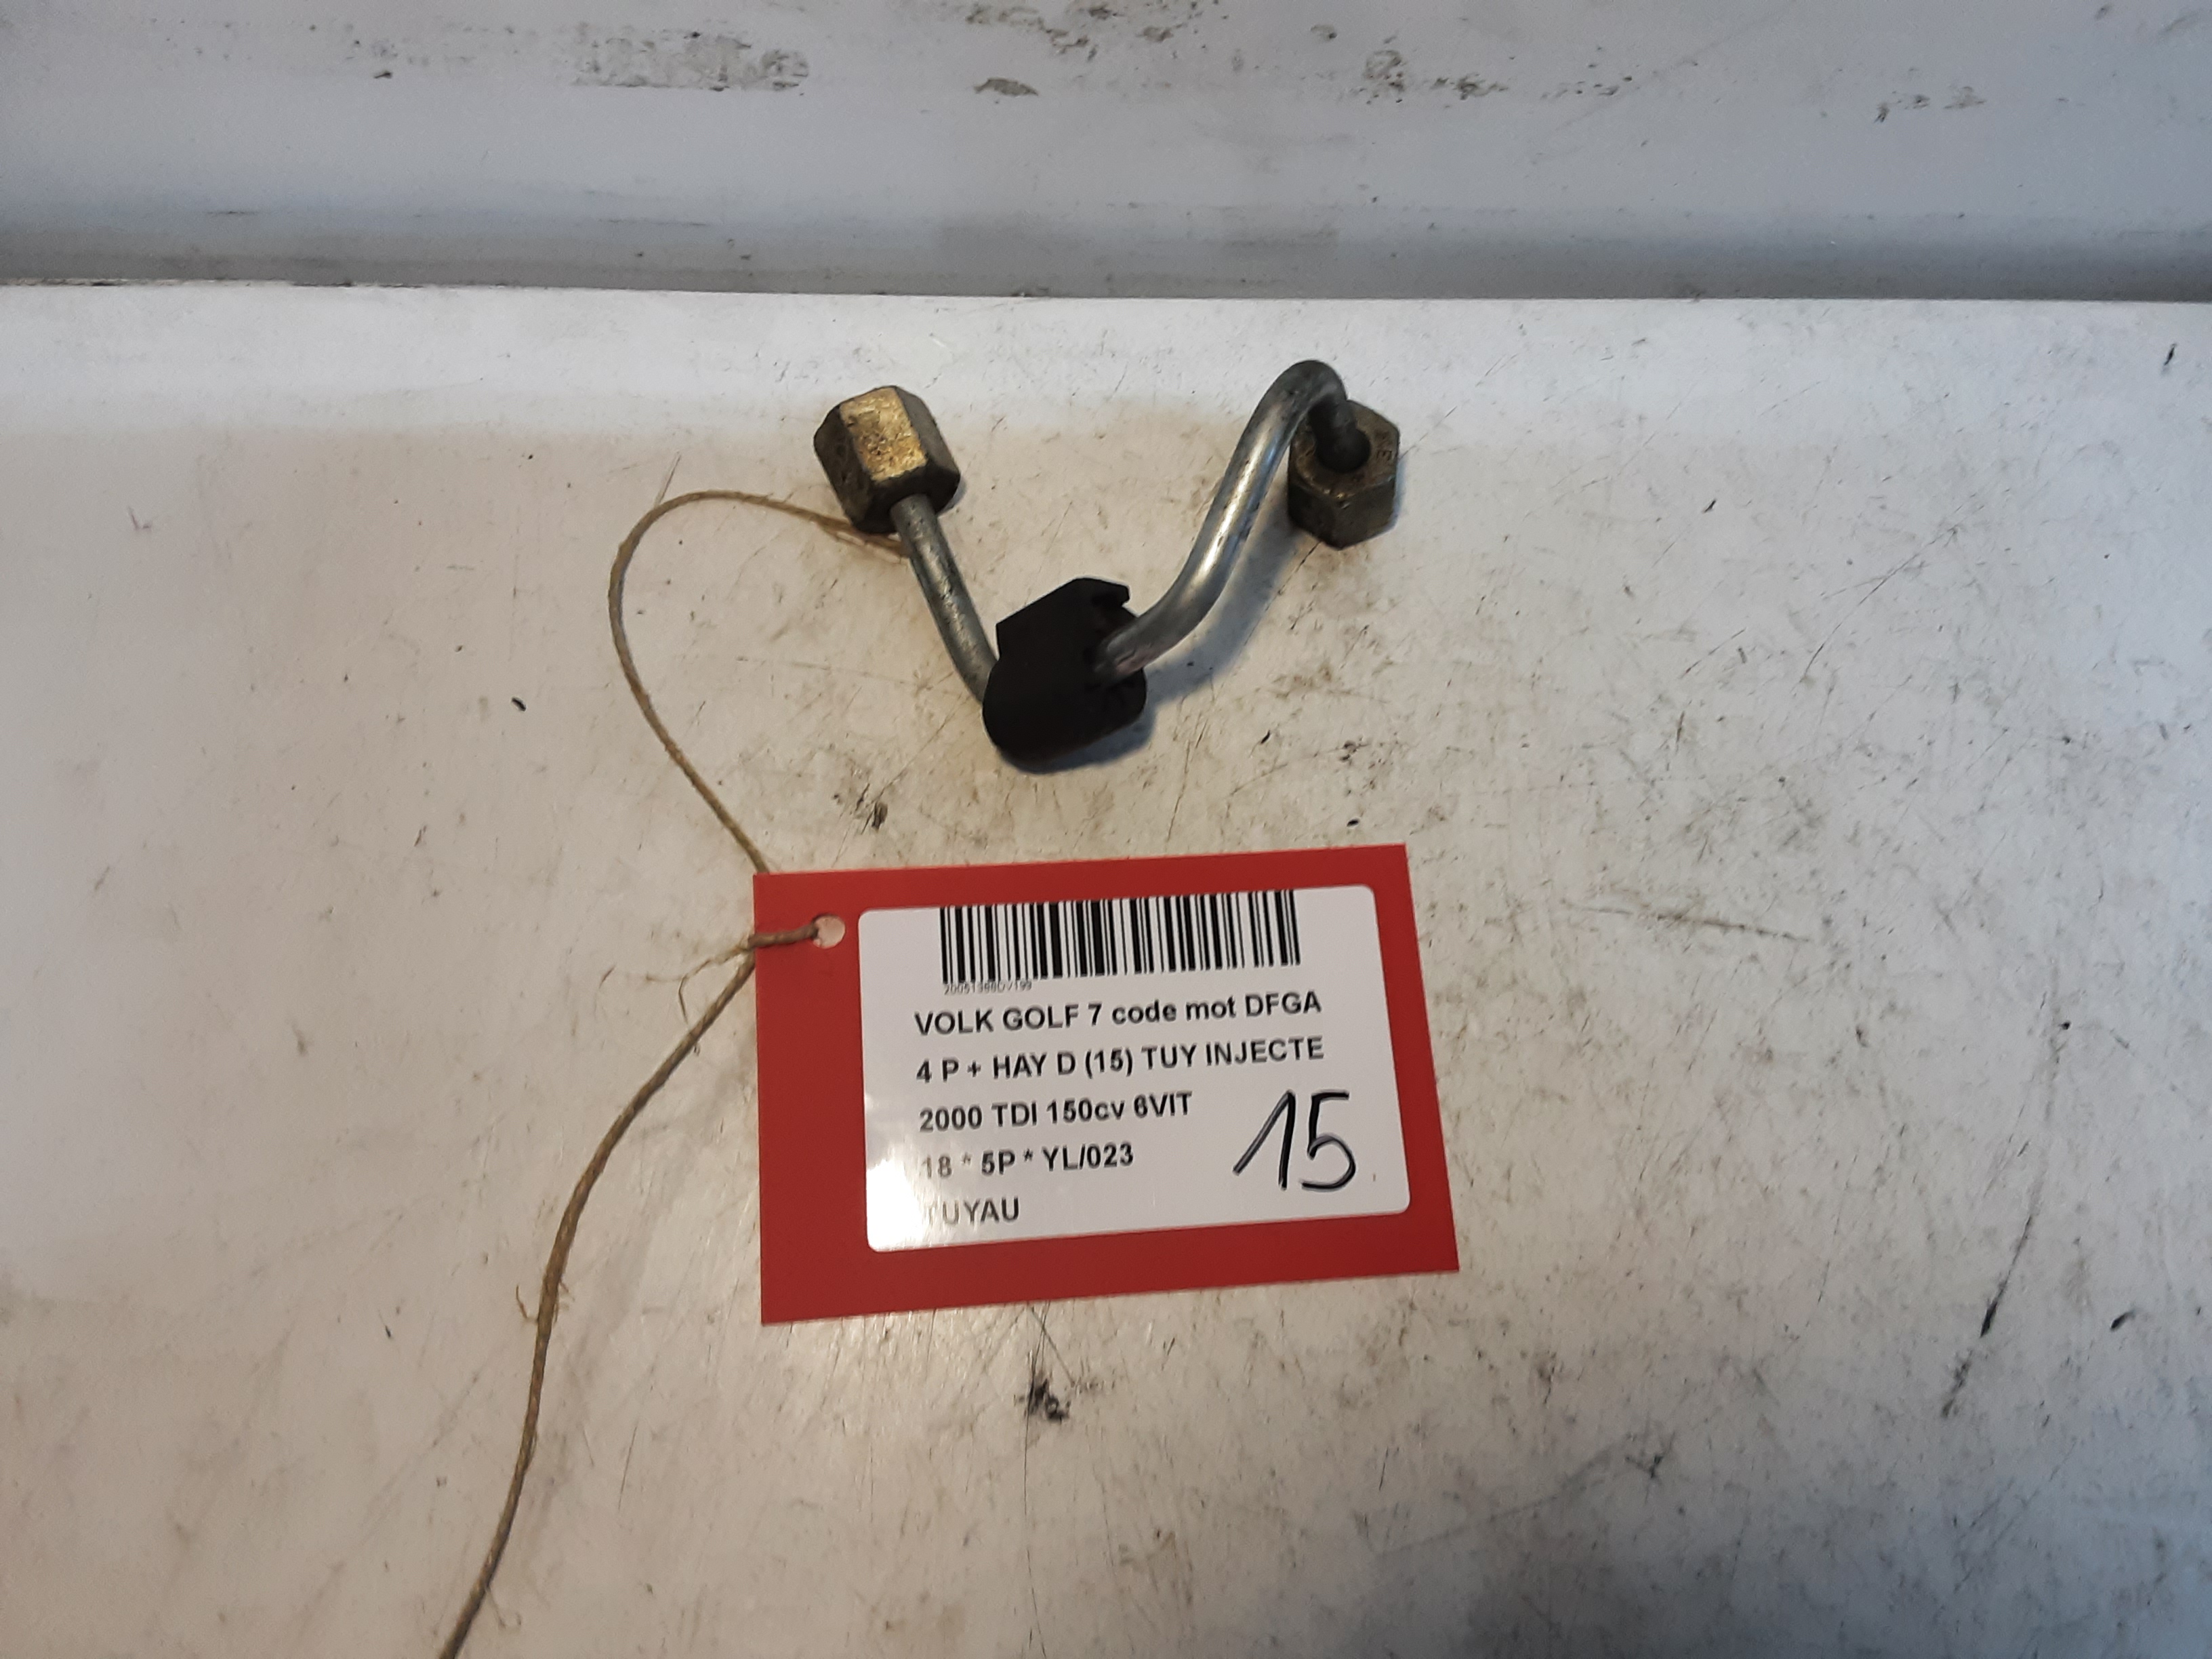 VOLK GOLF 7 code mot DFGA
4 P + HAY D (15) TUY INJECTE
2000 TDI 150cv 6VIT
18 * 5P * YL/023
15
TUYAU